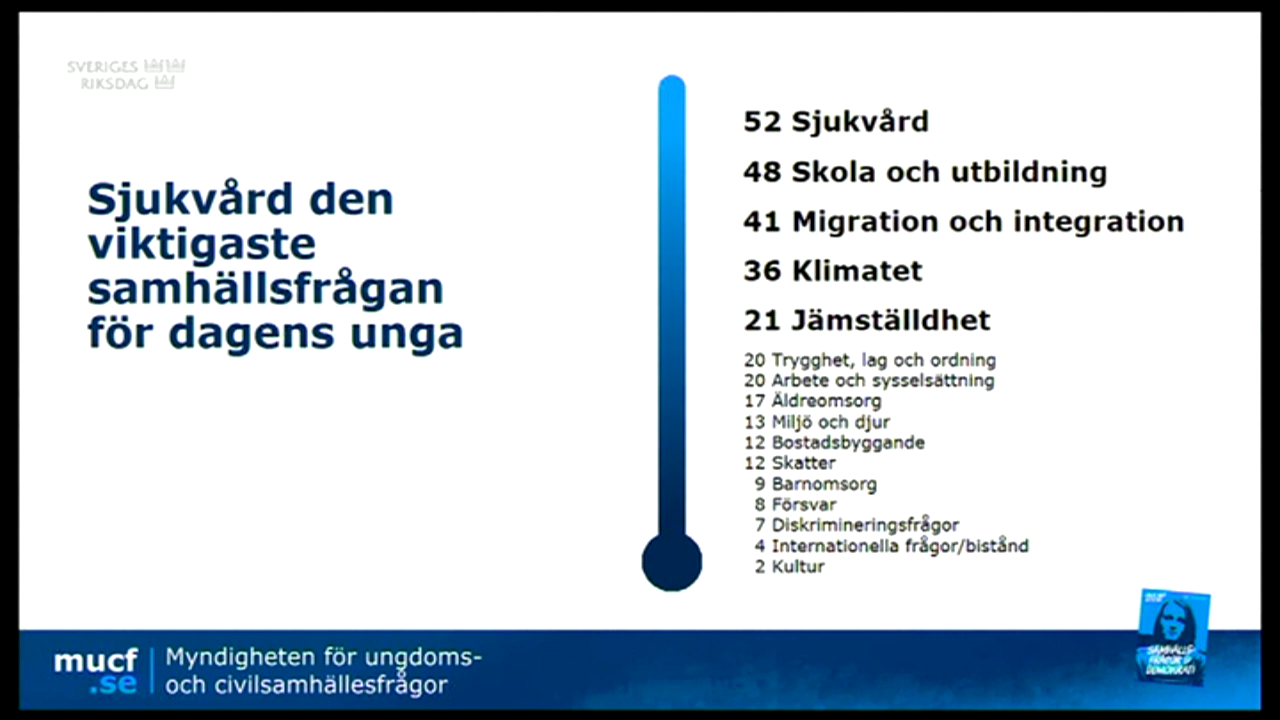 SVERIGES
RIKSDAG
Sjukvård den
viktigaste
samhällsfrågan
för dagens unga
52 Sjukvård
48 Skola och utbildning
41 Migration och integration
36 Klimatet
21 Jämställdhet
20 Trygghet, lag och ordning
20 Arbete och sysselsättning
17 Äldreomsorg
13 Miljö och djur
12 Bostadsbyggande
12 Skatter
9 Barnomsorg
8 Försvar
7 Diskrimineringsfrågor
4 Internationella frågor/bistånd
2 Kultur
mucf
.se
Myndigheten för ungdoms-
och civilsamhällesfrågor
SAMHÄLLS-
FRÅGOR &
DEMOKRATI